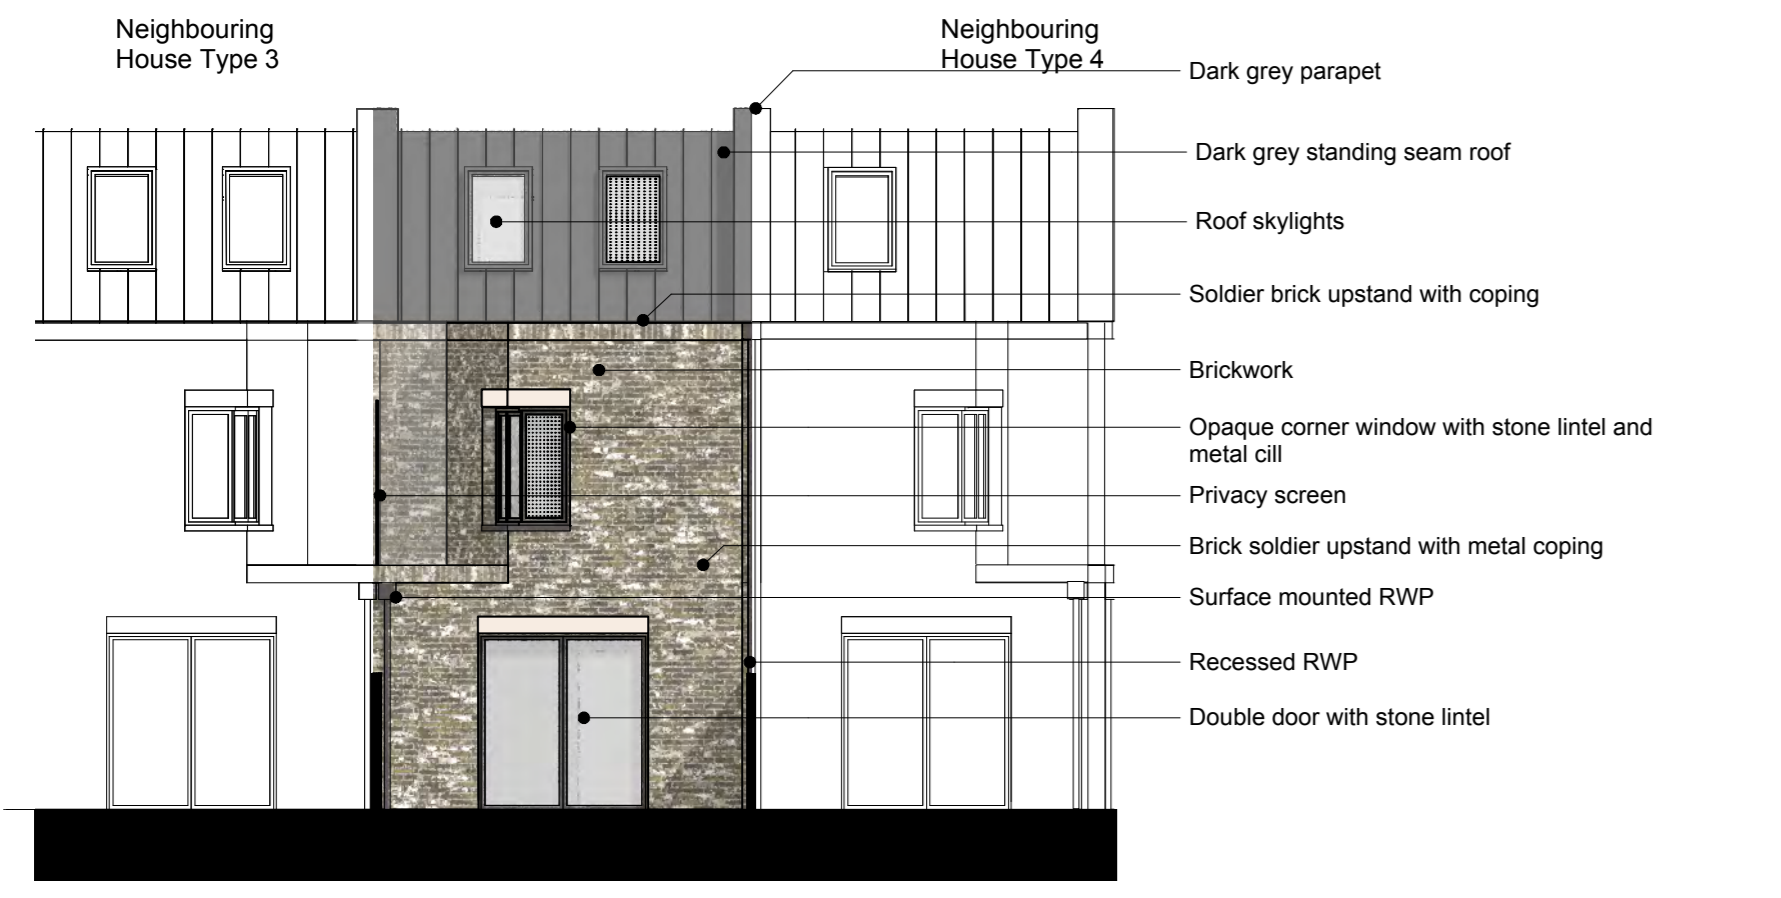 Neighbouring
House Type 3
Neighbouring
House Type 4
Dark grey parapet
Dark grey standing seam roof
Roof skylights
Soldier brick upstand with coping
Brickwork
Opaque corner window with stone lintel and
metal cill
Privacy screen
Brick soldier upstand with metal coping
Surface mounted RWP
Recessed RWP
Double door with stone lintel